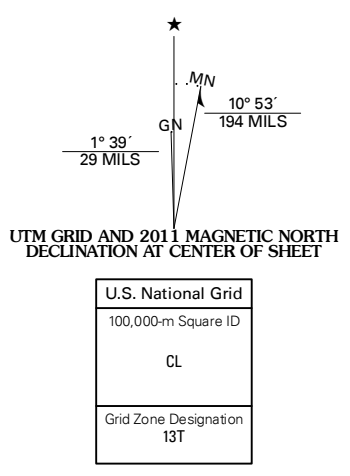 ★
MN
GN
10° 53´
194 MILS
1° 39´
29 MILS
UTM GRID AND 2011 MAGNETIC NORTH
DECLINATION AT CENTER OF SHEET
U.S. National Grid
100,000-m Square ID
CL
Grid Zone Designation
13T